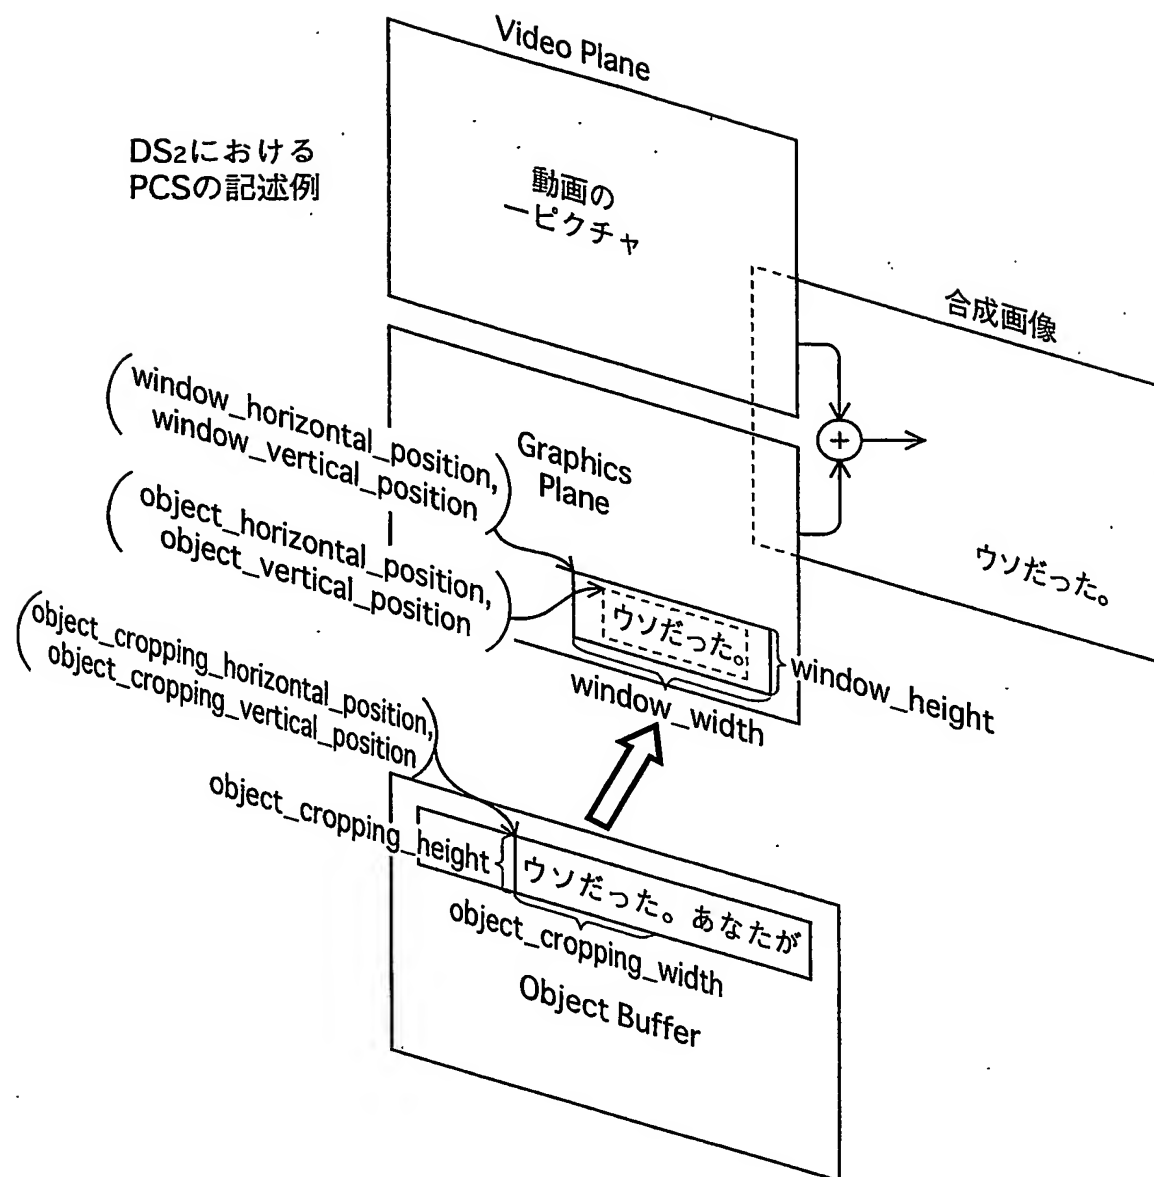 Video Plane
DS2における
PCSの記述例
動画の
一ピクチャ
合成画像
(window_horizontal_position,
window_vertical_position)
Graphics
Plane
+
(object_horizontal_position,
object_vertical_position)
ウソだった。
ウソだった。
window_height
window_width
(object_cropping_horizontal_position,
object_cropping_vertical_position)
object_cropping_height
ウソだった。あなたが
object_cropping_width
Object Buffer